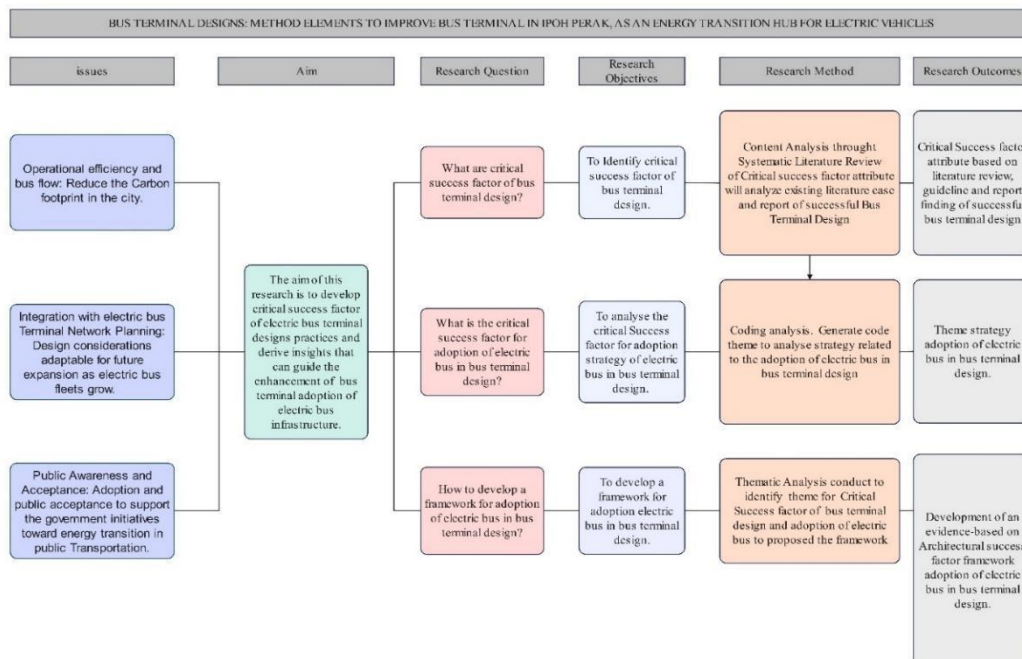 BUS TERMINAL DESIGNS: METHOD ELEMENTS TO IMPROVE BUS TERMINAL IN IPOH PERAK, AS AN ENERGY TRANSITION HUB FOR ELECTRIC VEHICLES
issues
Aim
Research Question
Research
Objectives
Research Method
Research Outcomes
Operational efficiency and
bus flow: Reduce the Carbon
footprint in the city.
What are critical
success factor of bus
terminal design?
To Identify critical
success factor of
bus terminal
design.
Content Analysis throught
Systematic Literature Review
of Critical success factor attribute
will analyze existing literature case
and report of successful Bus
Terminal Design
Critical Success factor
attribute based on
literature review,
guideline and report
finding of successful
bus terminal design
Integration with electric bus
Terminal Network Planning:
Design considerations
adaptable for future
expansion as electric bus
fleets grow.
The aim of this
research is to develop
critical success factor
of electric bus terminal
designs practices and
derive insights that
can guide the
enhancement of bus
terminal adoption of
electric bus
infrastructure.
What is the critical
success factor for
adoption of electric
bus in bus terminal
design?
To analyse the
critical Success
factor for adoption
strategy of electric
bus in bus terminal
design.
Coding analysis. Generate code
theme to analyse strategy related
to the adoption of electric bus in
bus terminal design
Theme strategy
adoption of electric
bus in bus terminal
design.
Public Awareness and
Acceptance: Adoption and
public acceptance to support
the government initiatives
toward energy transition in
public Transportation.
How to develop a
framework for adoption
of electric bus in bus
terminal design?
To develop a
framework for
adoption electric
bus in bus terminal
design.
Thematic Analysis conduct to
identify theme for Critical
Success factor of bus terminal
design and adoption of electric
bus to proposed the framework
Development of an
evidence-based on
Architectural success
factor framework
adoption of electric
bus in bus terminal
design.